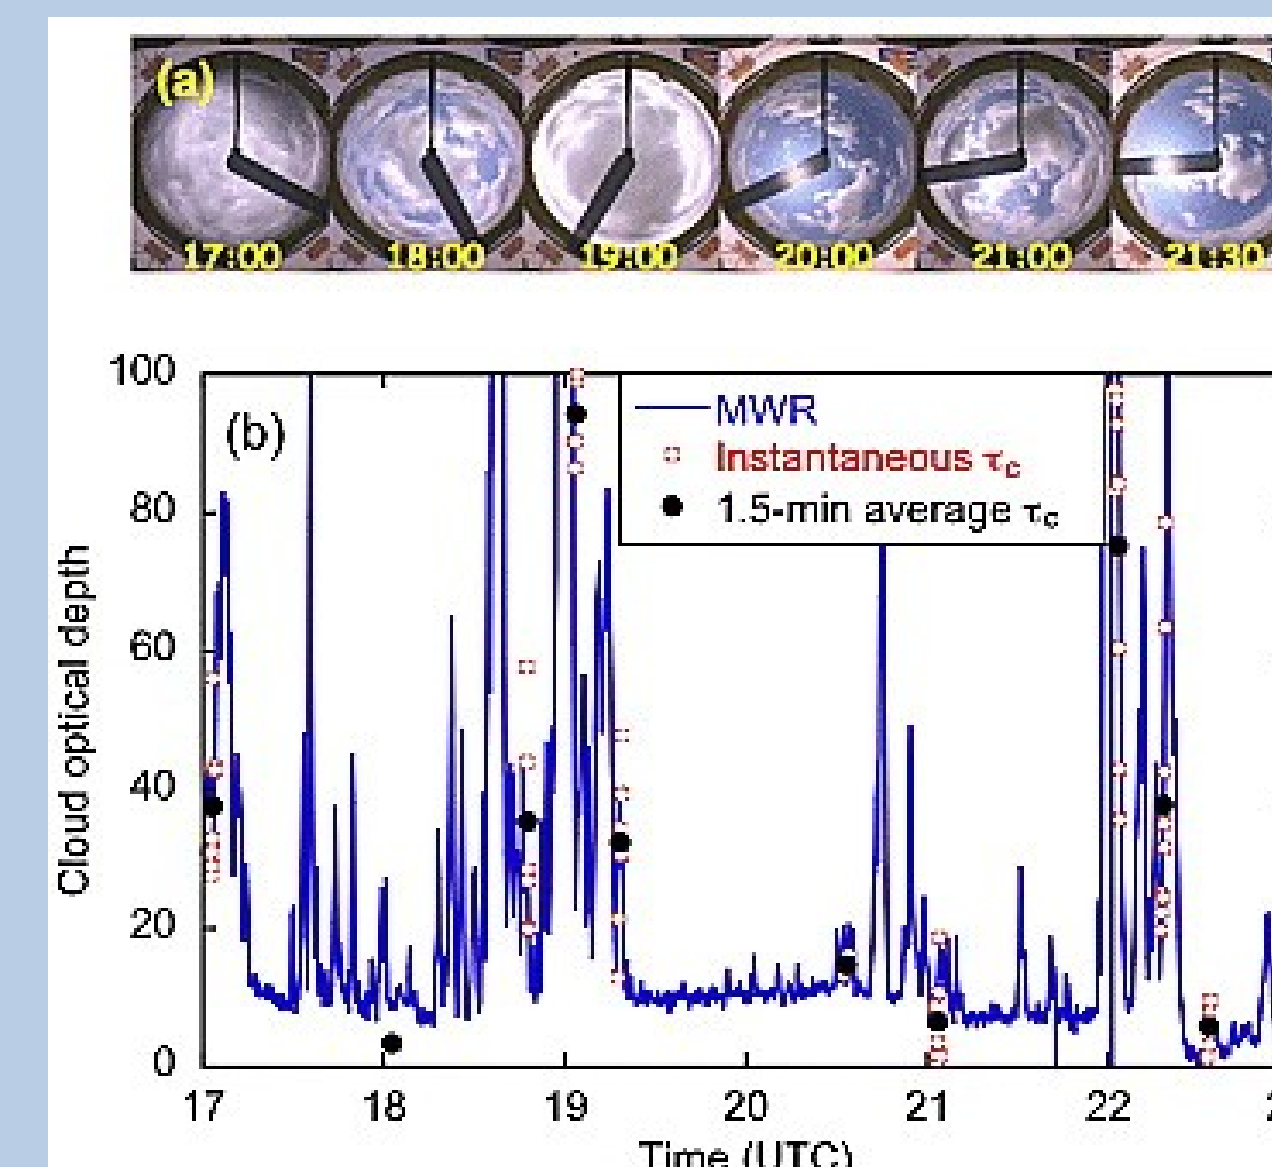 (a)
17:00 18:00 19:00 20:00 21:00 21:30
100
(b)
MWR
Instantaneous τc
1.5-min average τc
80
60
40
20
0
Cloud optical depth
17 18 19 20 21 22
Time (UTC)